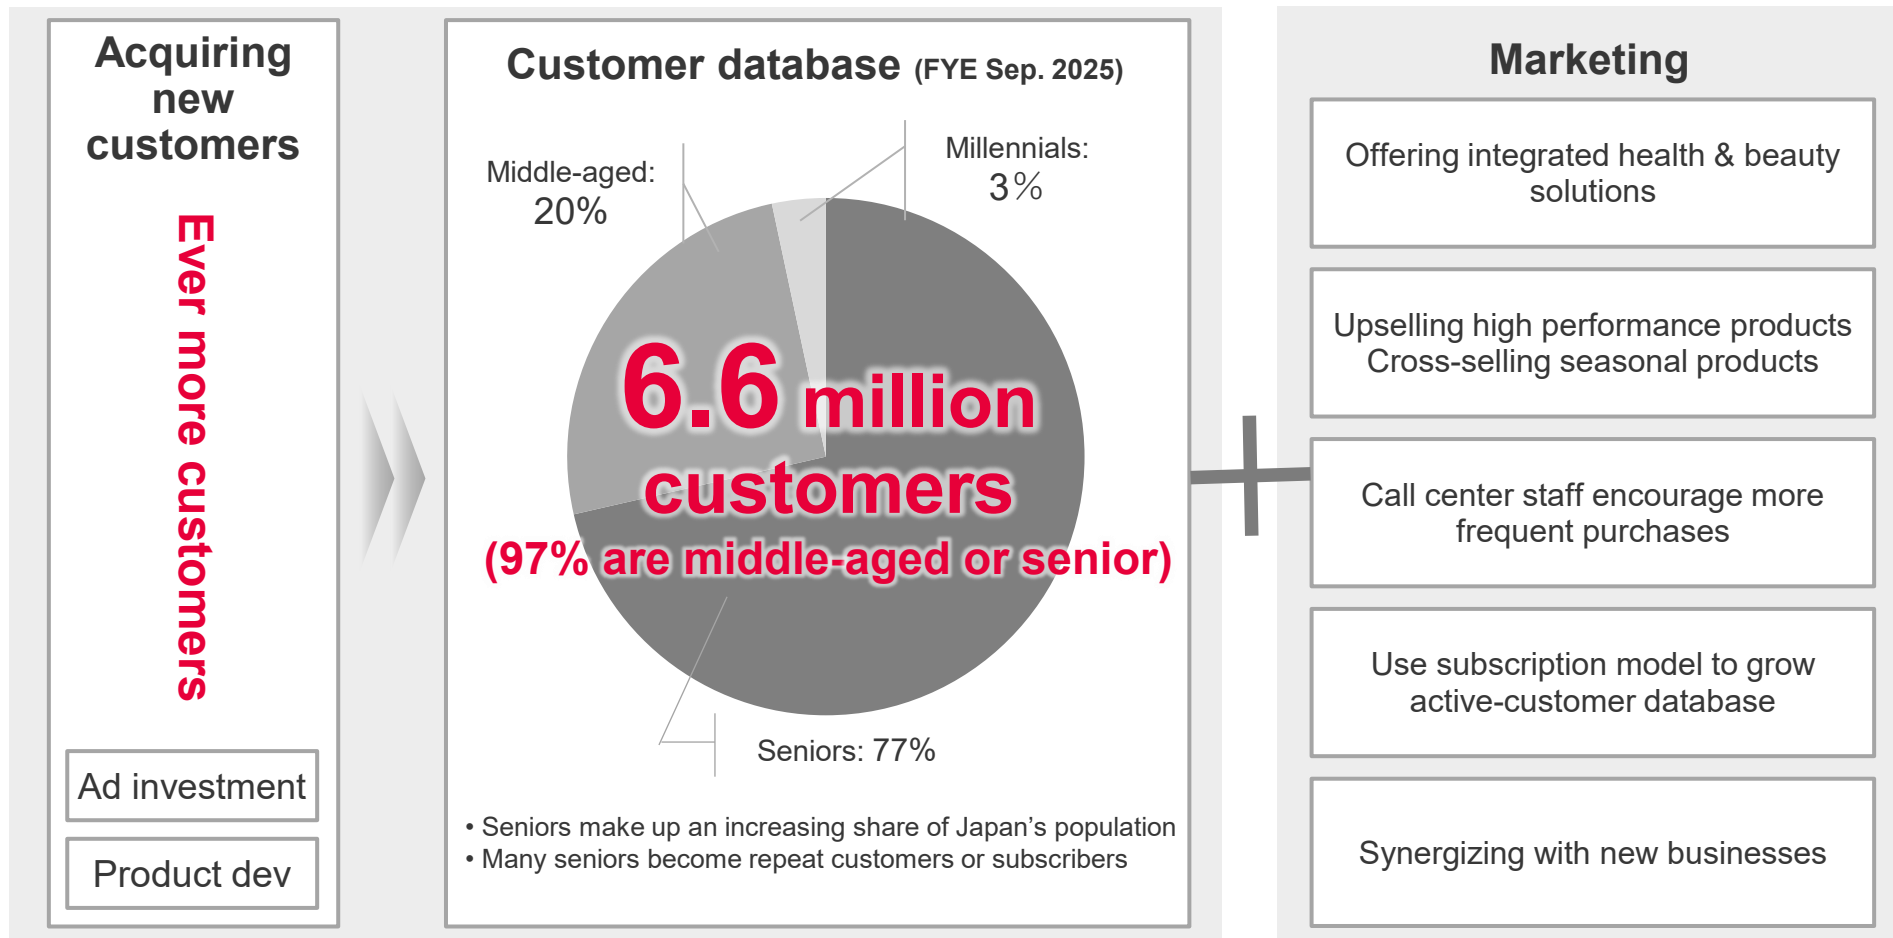 Acquiring
new
customers
Ever more customers
Ad investment
Product dev
Customer database (FYE Sep. 2025)
Middle-aged:
20%
Millennials:
3%
6.6 million
customers
(97% are middle-aged or senior)
Seniors: 77%
• Seniors make up an increasing share of Japan’s population
• Many seniors become repeat customers or subscribers
Marketing
Offering integrated health & beauty
solutions
Upselling high performance products
Cross-selling seasonal products
Call center staff encourage more
frequent purchases
Use subscription model to grow
active-customer database
Synergizing with new businesses